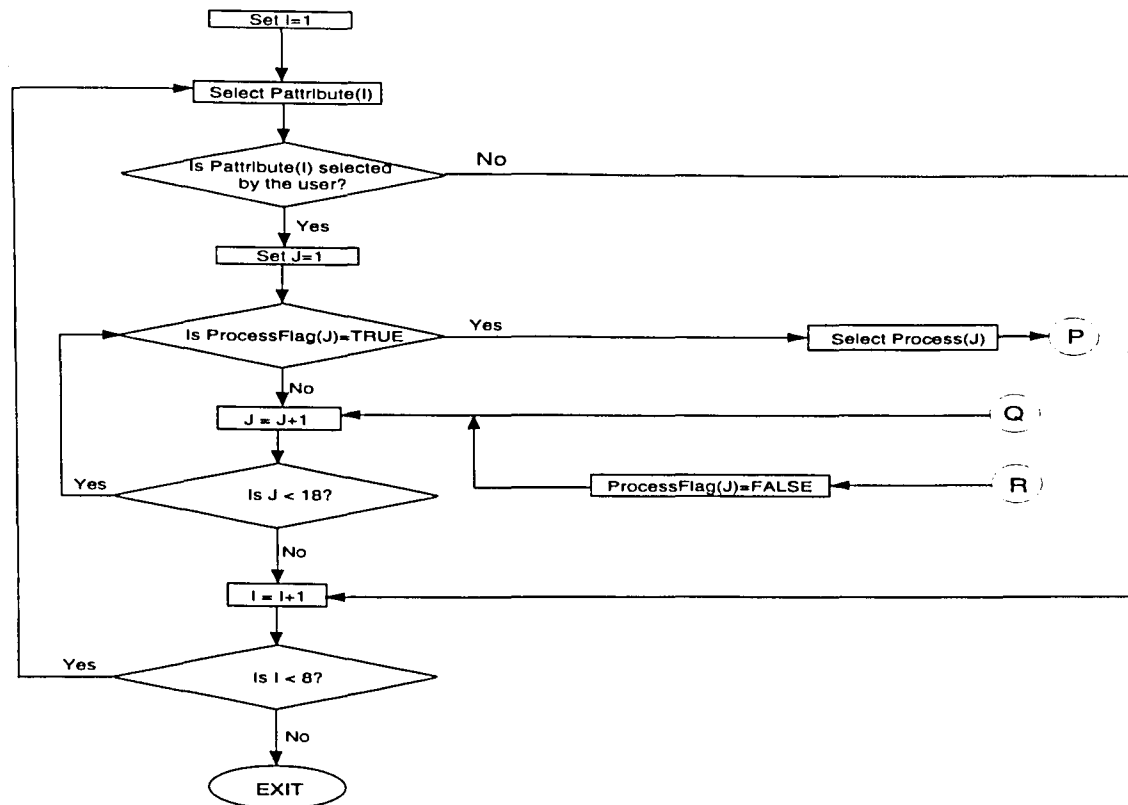 Set I=1
Select Pattribute(I)
Is Pattribute(I) selected
by the user?
No
Yes
Set J=1
Is ProcessFlag(J)=TRUE
Yes
Select Process(J)
P
No
J = J+1
Q
Is J < 18?
Yes
ProcessFlag(J)=FALSE
R
No
I = I+1
Is I < 8?
Yes
No
EXIT